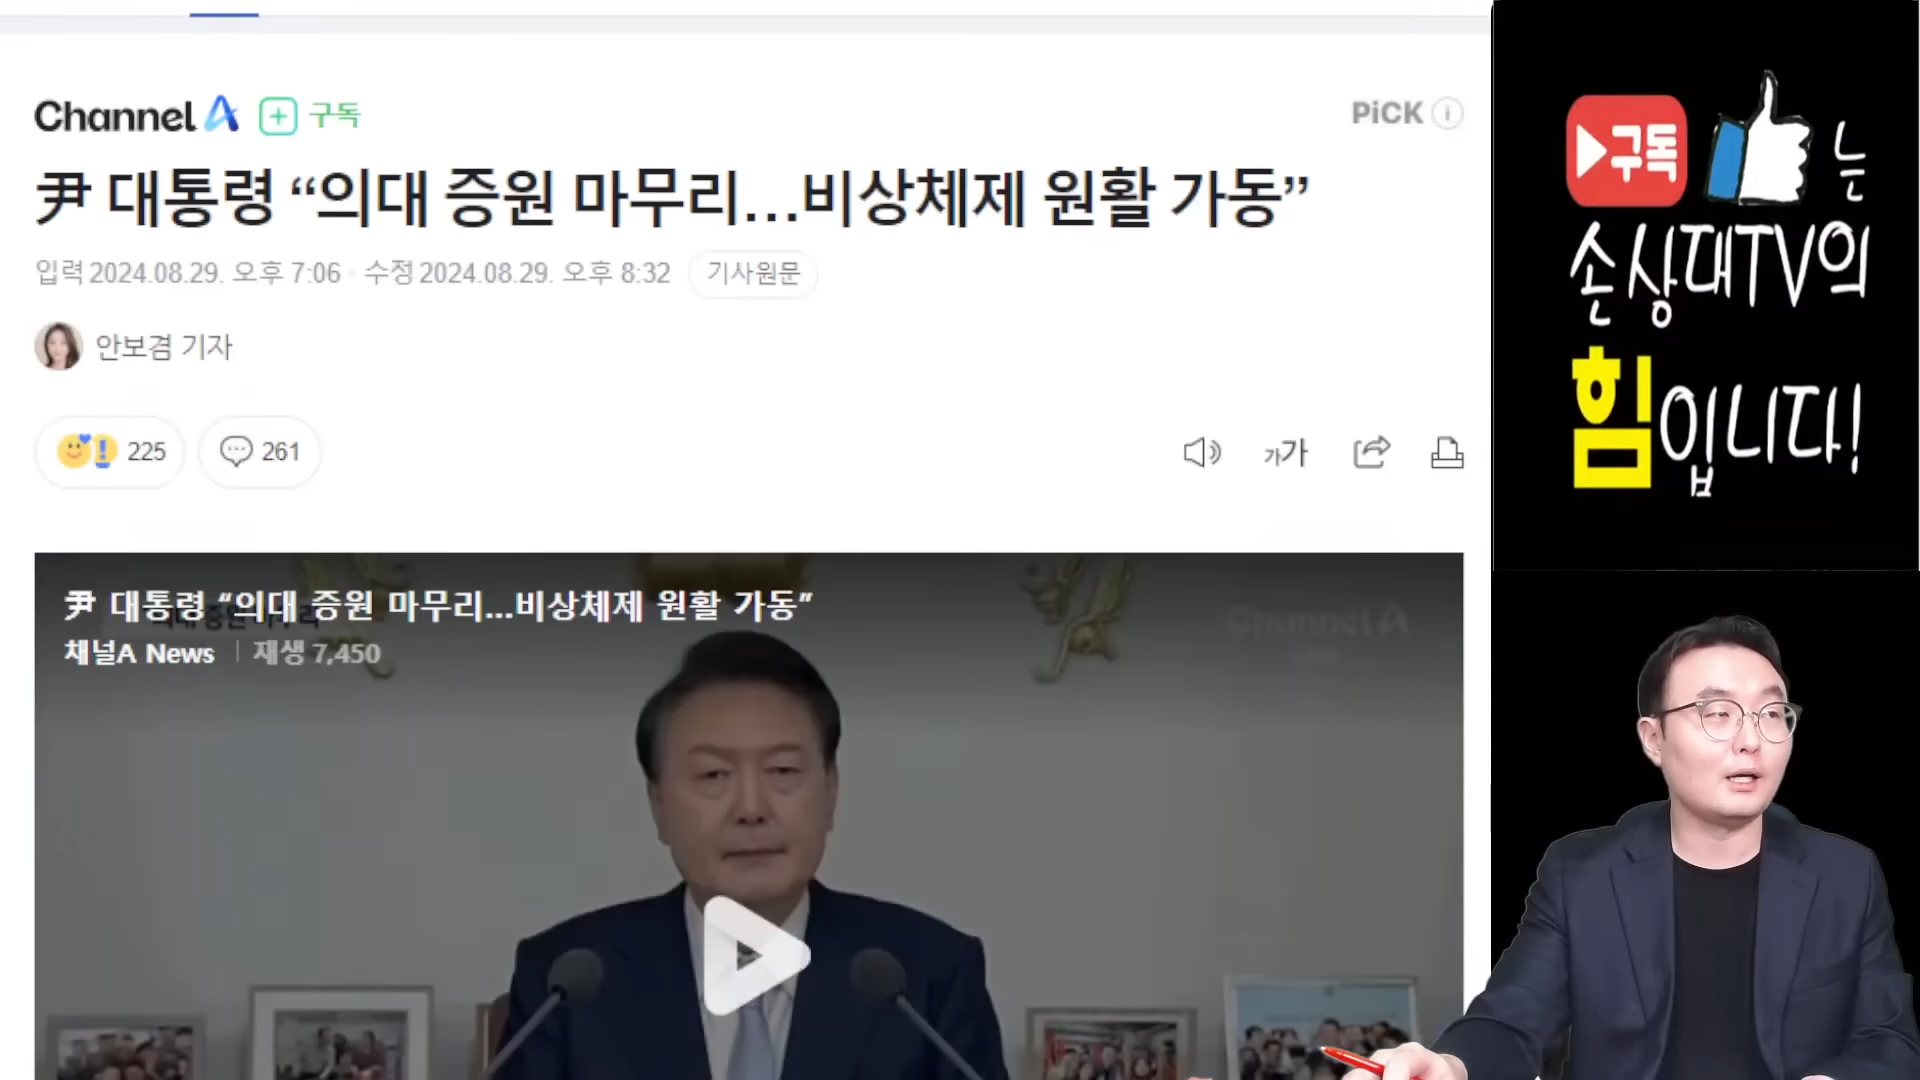 Channel A + 구독
PiCK i
尹 대통령 “의대 증원 마무리…비상체제 원활 가동”
입력 2024.08.29. 오후 7:06 · 수정 2024.08.29. 오후 8:32 기사원문
안보겸 기자
225 261
가가
尹 대통령 “의대 증원 마무리…비상체제 원활 가동”
채널A News | 재생 7,450
Channel A
구독 는
손상대TV의
힘입니다!